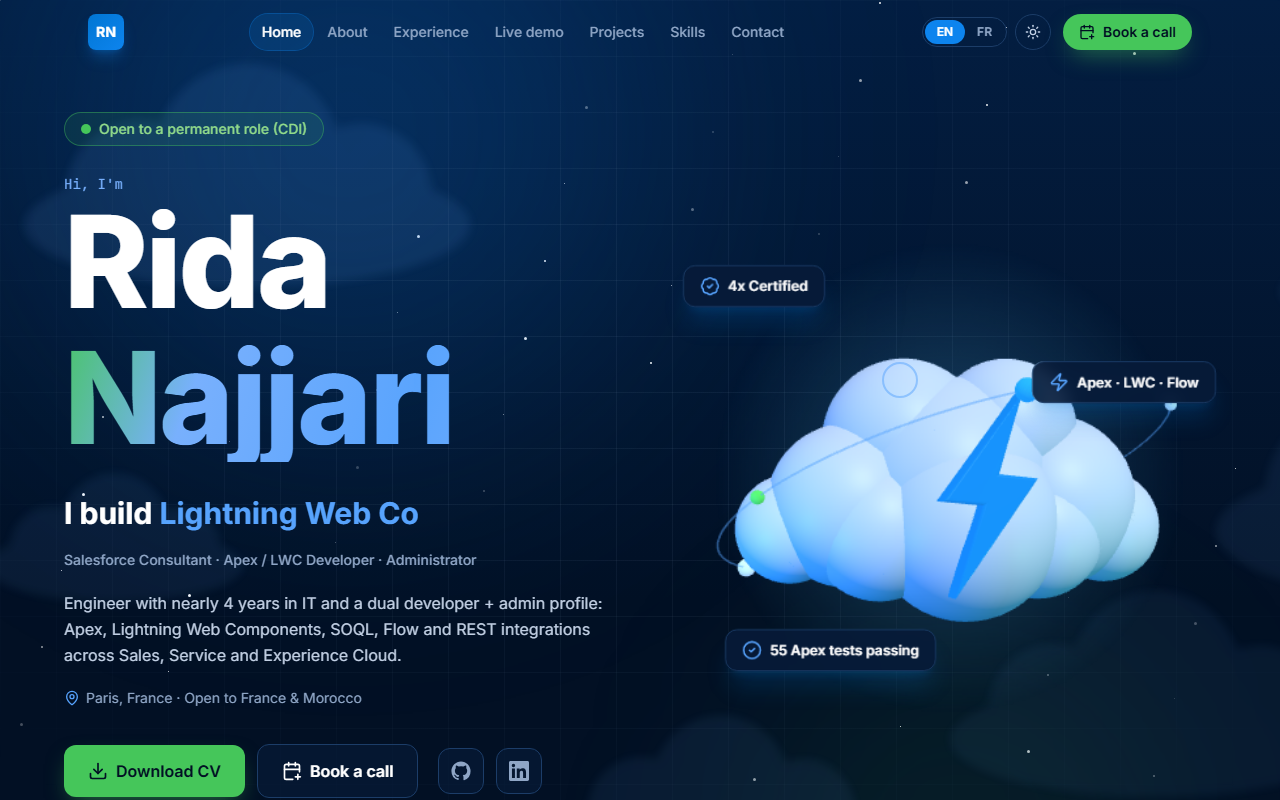 RN
Home
About
Experience
Live demo
Projects
Skills
Contact
EN
FR
Book a call
Open to a permanent role (CDI)
Hi, I'm
Rida
Najjari
I build Lightning Web Co
Salesforce Consultant · Apex / LWC Developer · Administrator
Engineer with nearly 4 years in IT and a dual developer + admin profile:
Apex, Lightning Web Components, SOQL, Flow and REST integrations
across Sales, Service and Experience Cloud.
Paris, France · Open to France & Morocco
Download CV
Book a call
in
4x Certified
Apex · LWC · Flow
55 Apex tests passing